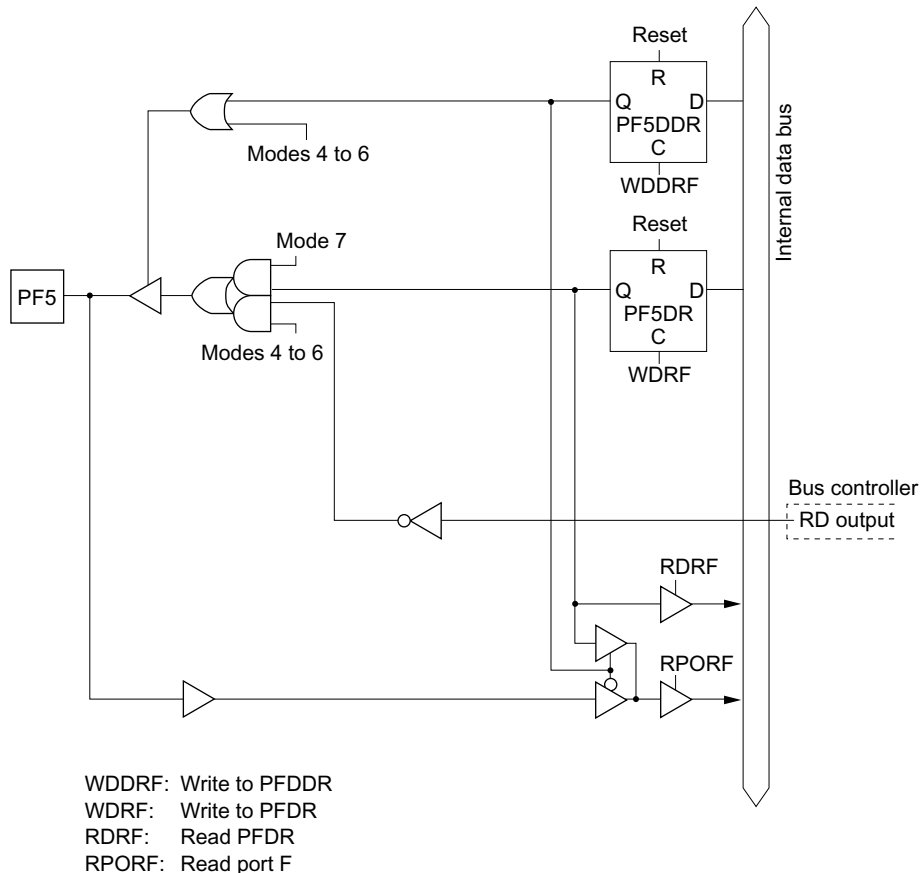 Reset
R
Q D
PF5DDR
C
WDDRF
Modes 4 to 6
Internal data bus
Reset
R
Q D
PF5DR
C
WDRF
Mode 7
PF5
Modes 4 to 6
Bus controller
RD output
RDRF
RPORF
WDDRF: Write to PFDDR
WDRF: Write to PFDR
RDRF: Read PFDR
RPORF: Read port F